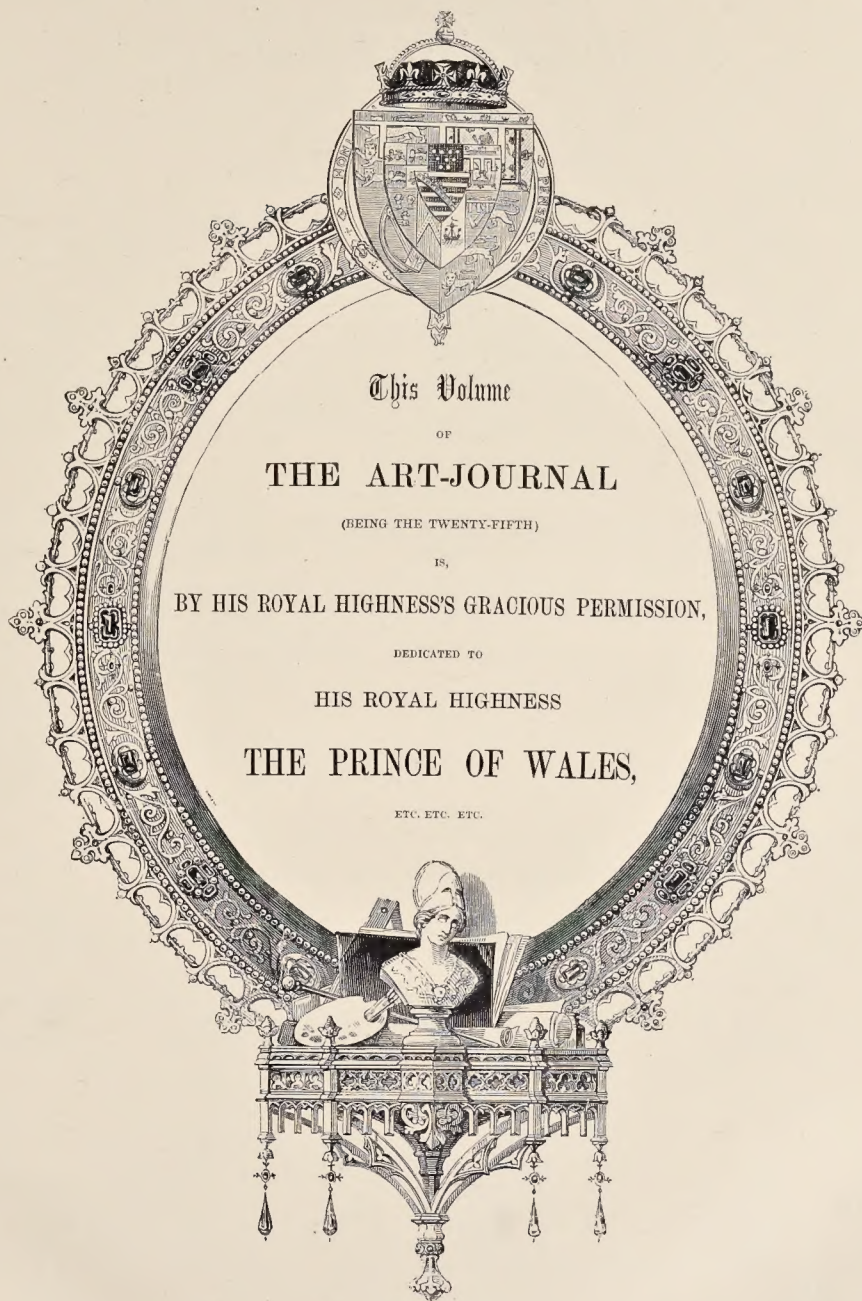 This Volume
OF
THE ART-JOURNAL
(BEING THE TWENTY-FIFTH)
IS,
BY HIS ROYAL HIGHNESS'S GRACIOUS PERMISSION,
DEDICATED TO
HIS ROYAL HIGHNESS
THE PRINCE OF WALES,
ETC. ETC. ETC.